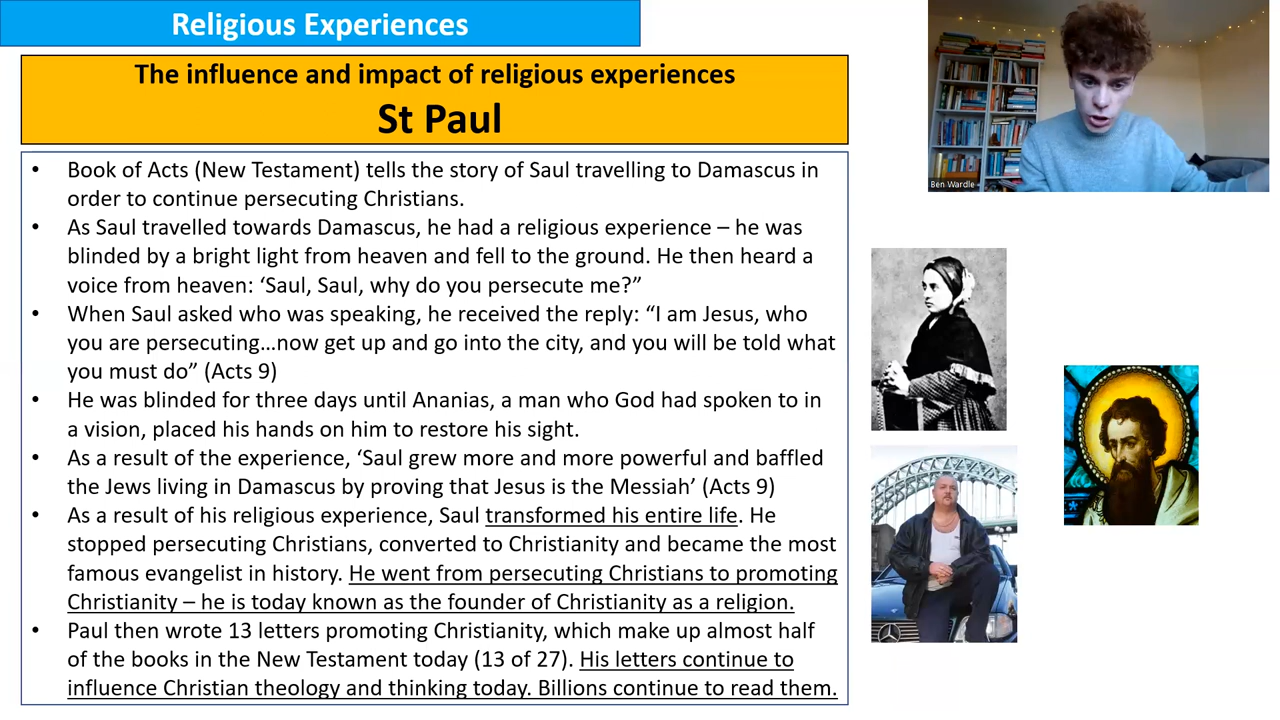 Religious Experiences
The influence and impact of religious experiences
St Paul
• Book of Acts (New Testament) tells the story of Saul travelling to Damascus in
order to continue persecuting Christians.
• As Saul travelled towards Damascus, he had a religious experience – he was
blinded by a bright light from heaven and fell to the ground. He then heard a
voice from heaven: ‘Saul, Saul, why do you persecute me?”
• When Saul asked who was speaking, he received the reply: “I am Jesus, who
you are persecuting…now get up and go into the city, and you will be told what
you must do” (Acts 9)
• He was blinded for three days until Ananias, a man who God had spoken to in
a vision, placed his hands on him to restore his sight.
• As a result of the experience, ‘Saul grew more and more powerful and baffled
the Jews living in Damascus by proving that Jesus is the Messiah’ (Acts 9)
• As a result of his religious experience, Saul transformed his entire life. He
stopped persecuting Christians, converted to Christianity and became the most
famous evangelist in history. He went from persecuting Christians to promoting
Christianity – he is today known as the founder of Christianity as a religion.
• Paul then wrote 13 letters promoting Christianity, which make up almost half
of the books in the New Testament today (13 of 27). His letters continue to
influence Christian theology and thinking today. Billions continue to read them.
Ben Wardle